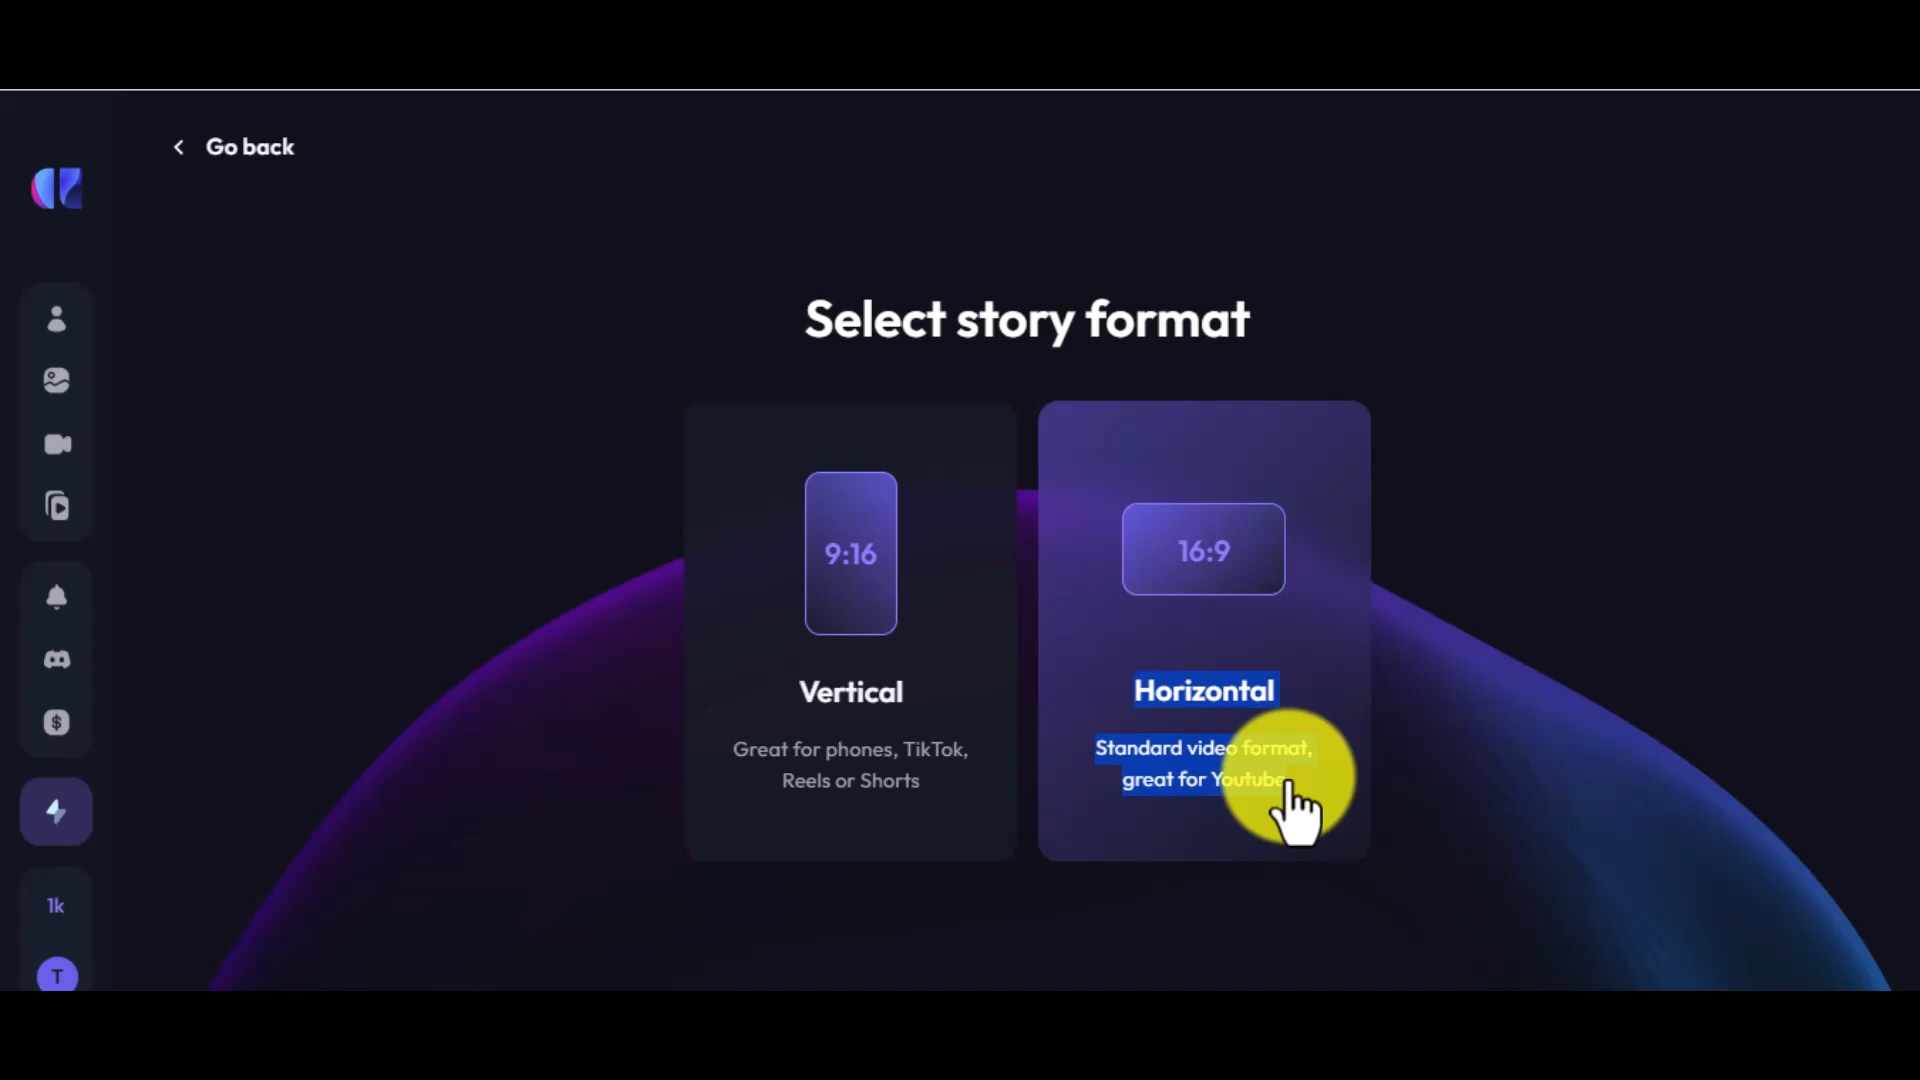 Go back
Select story format
9:16
16:9
Vertical
Great for phones, TikTok,
Reels or Shorts
Horizontal
Standard video format,
great for Youtube
1k
T